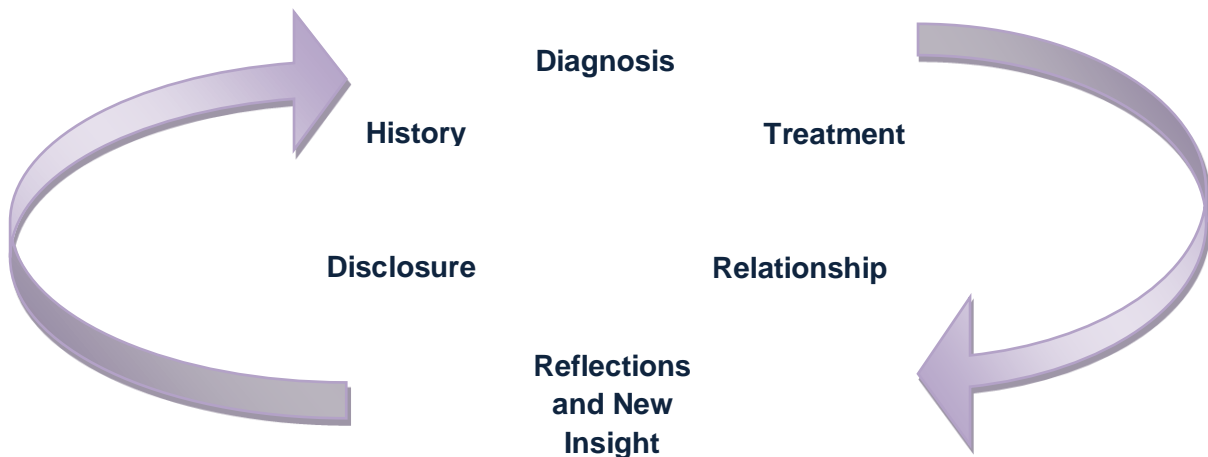 Diagnosis
History
Treatment
Disclosure
Relationship
Reflections
and New
Insight